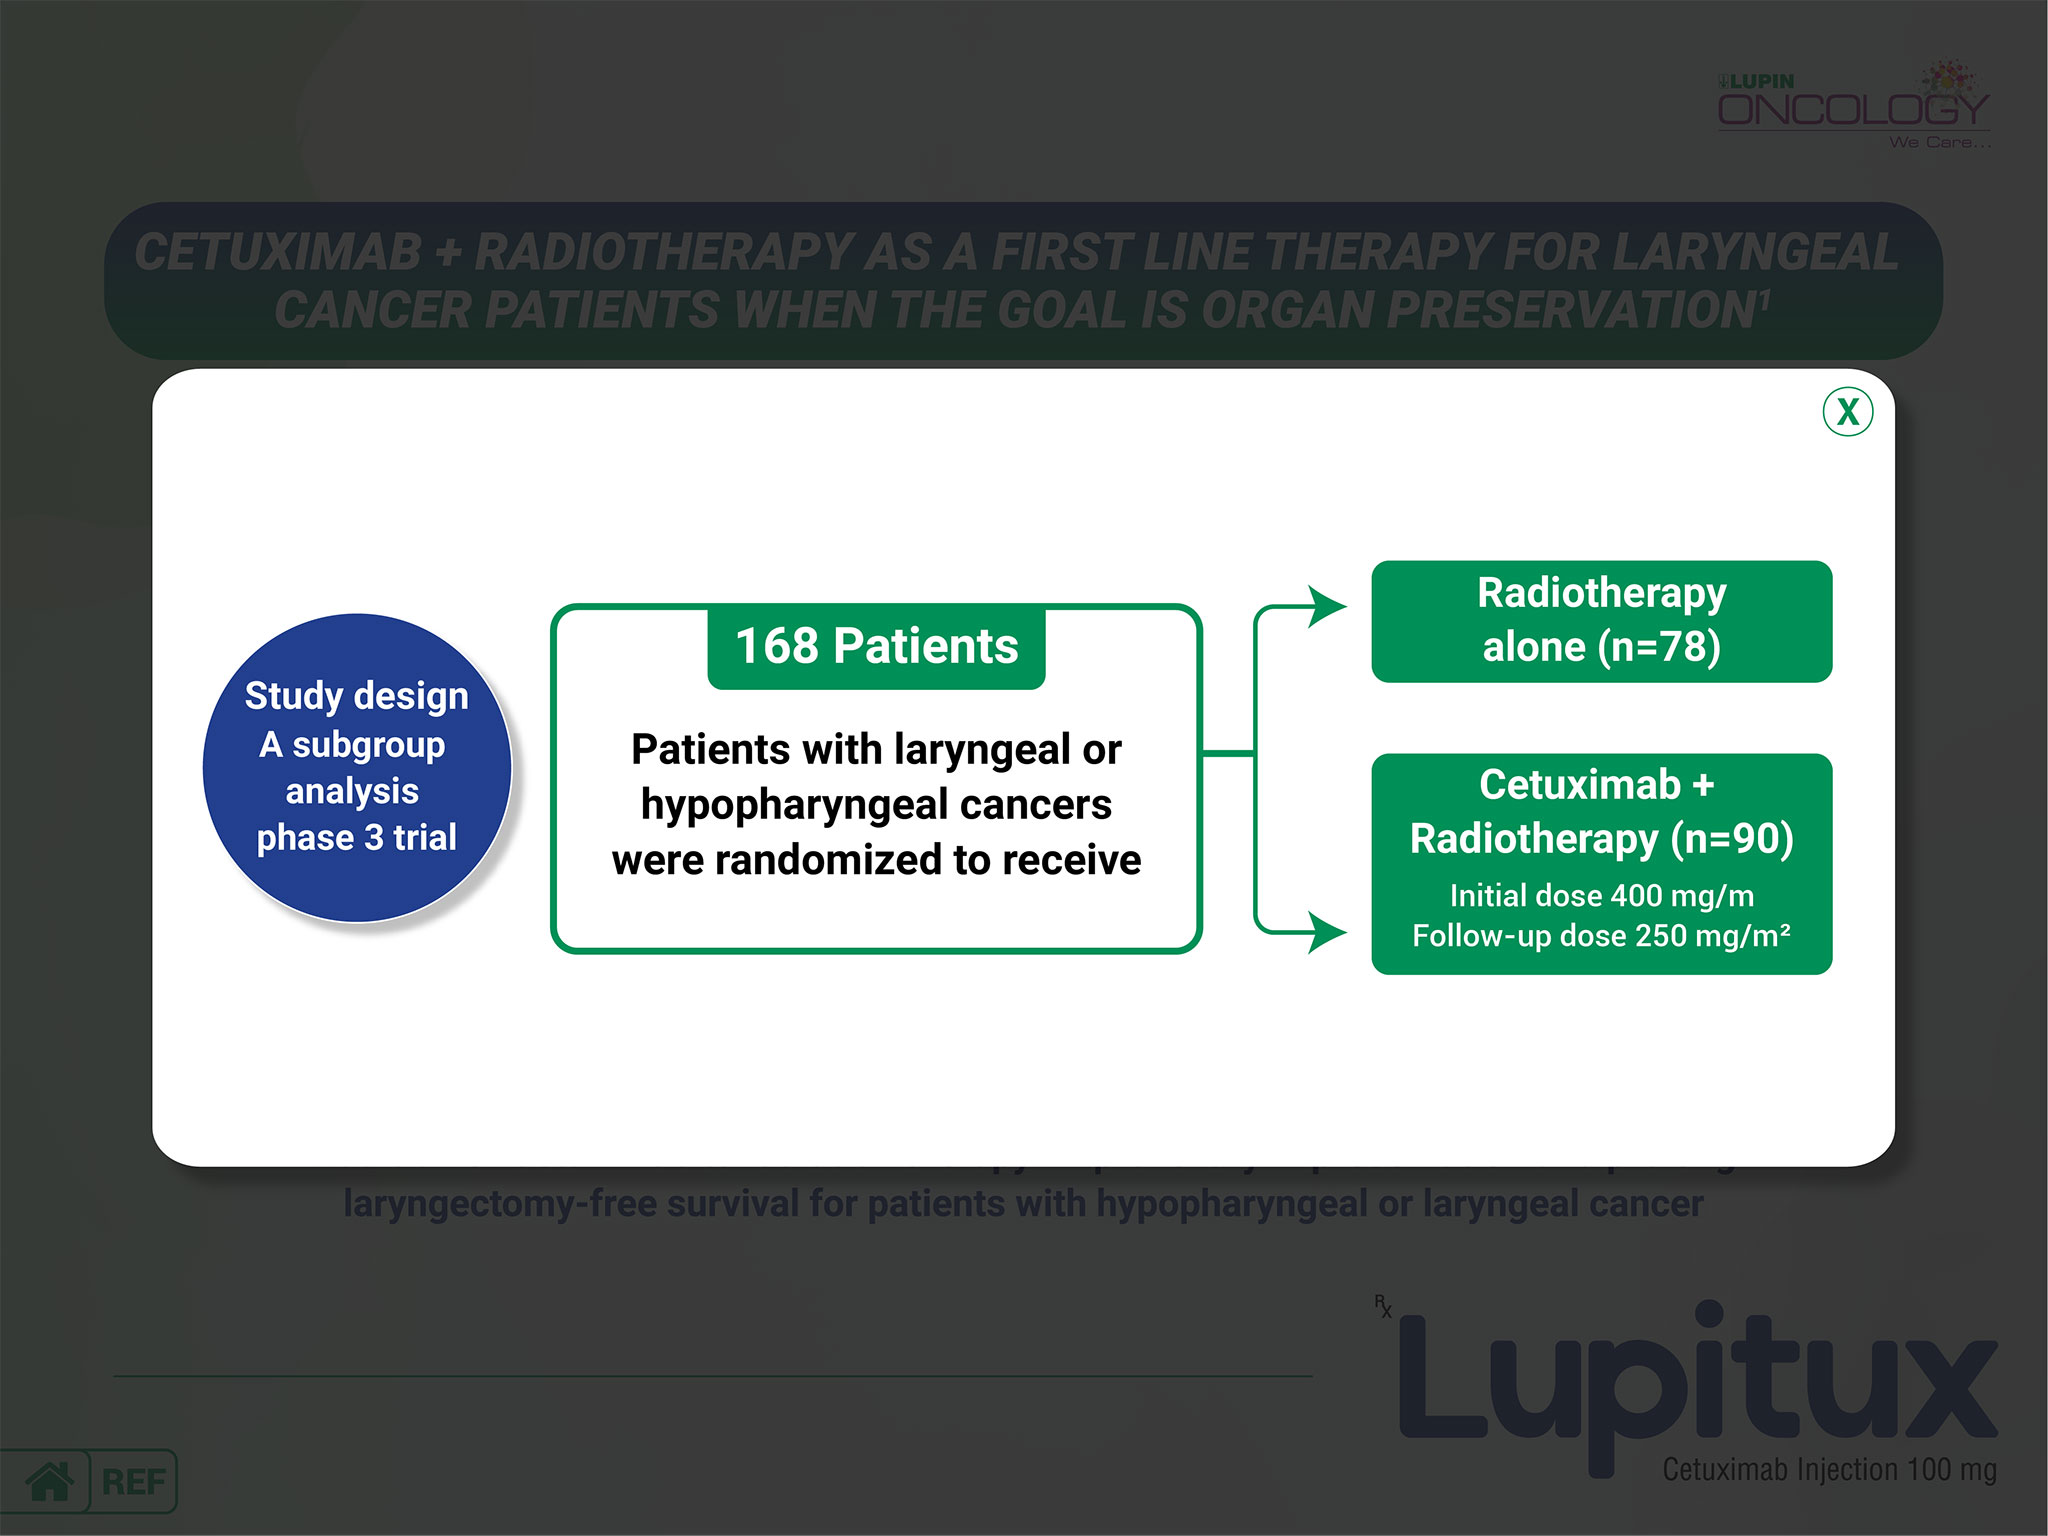 LUPIN
ONCOLOGY
We Care...
CETUXIMAB + RADIOTHERAPY AS A FIRST LINE THERAPY FOR LARYNGEAL
CANCER PATIENTS WHEN THE GOAL IS ORGAN PRESERVATION¹
X
Study design
A subgroup
analysis
phase 3 trial
168 Patients
Patients with laryngeal or
hypopharyngeal cancers
were randomized to receive
Radiotherapy
alone (n=78)
Cetuximab +
Radiotherapy (n=90)
Initial dose 400 mg/m
Follow-up dose 250 mg/m²
laryngectomy-free survival for patients with hypopharyngeal or laryngeal cancer
Rx
Lupitux
Cetuximab Injection 100 mg
REF